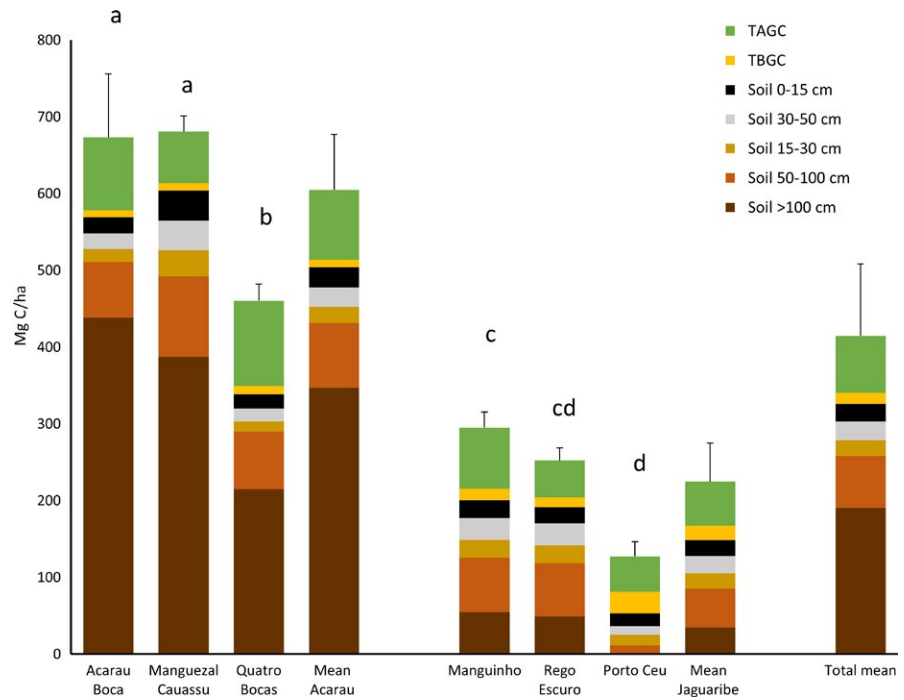 a
800
TAGC
TBGC
a
Soil 0-15 cm
700
Soil 30-50 cm
Soil 15-30 cm
Soil 50-100 cm
600
Soil >100 cm
b
500
Mg C/ha
400
c
cd
300
d
200
100
0
Acarau Boca
Manguezal Cauassu
Quatro Bocas
Mean Acarau
Manguinho
Rego Escuro
Porto Ceu
Mean Jaguaribe
Total mean